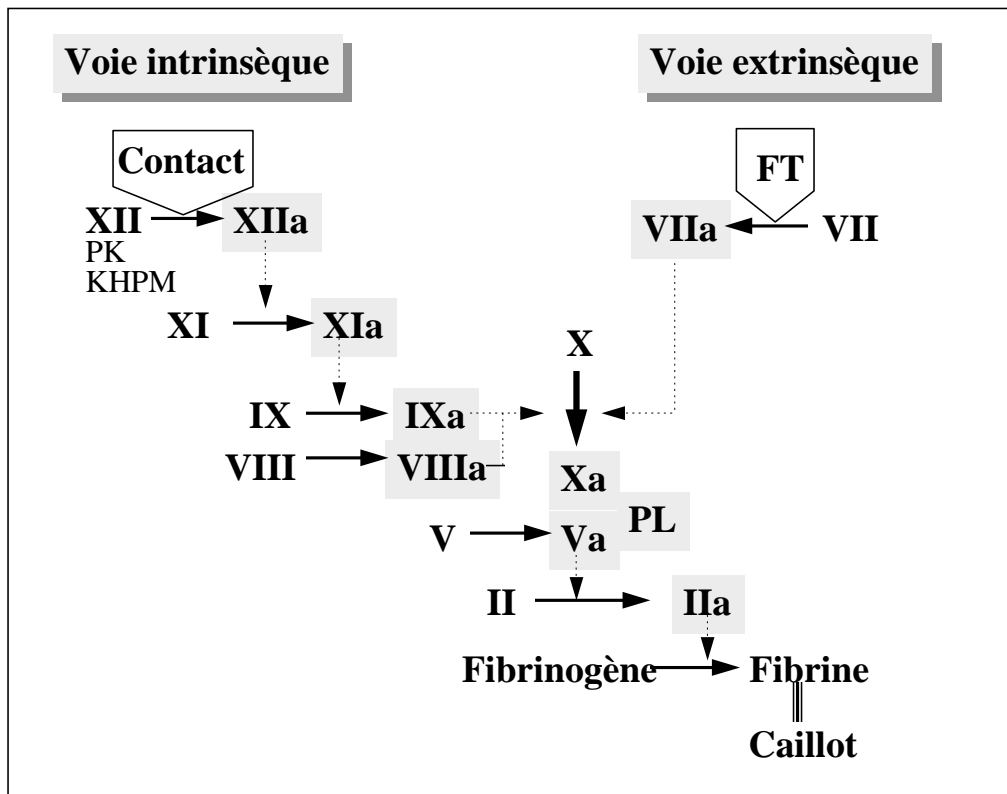 Voie intrinsèque
Voie extrinsèque
Contact
FT
XII
XIIa
VIIa
VII
PK
KHPM
XI
XIa
X
IX
IXa
VIII
VIIIa
Xa
PL
V
Va
II
IIa
Fibrinogène
Fibrine
Caillot